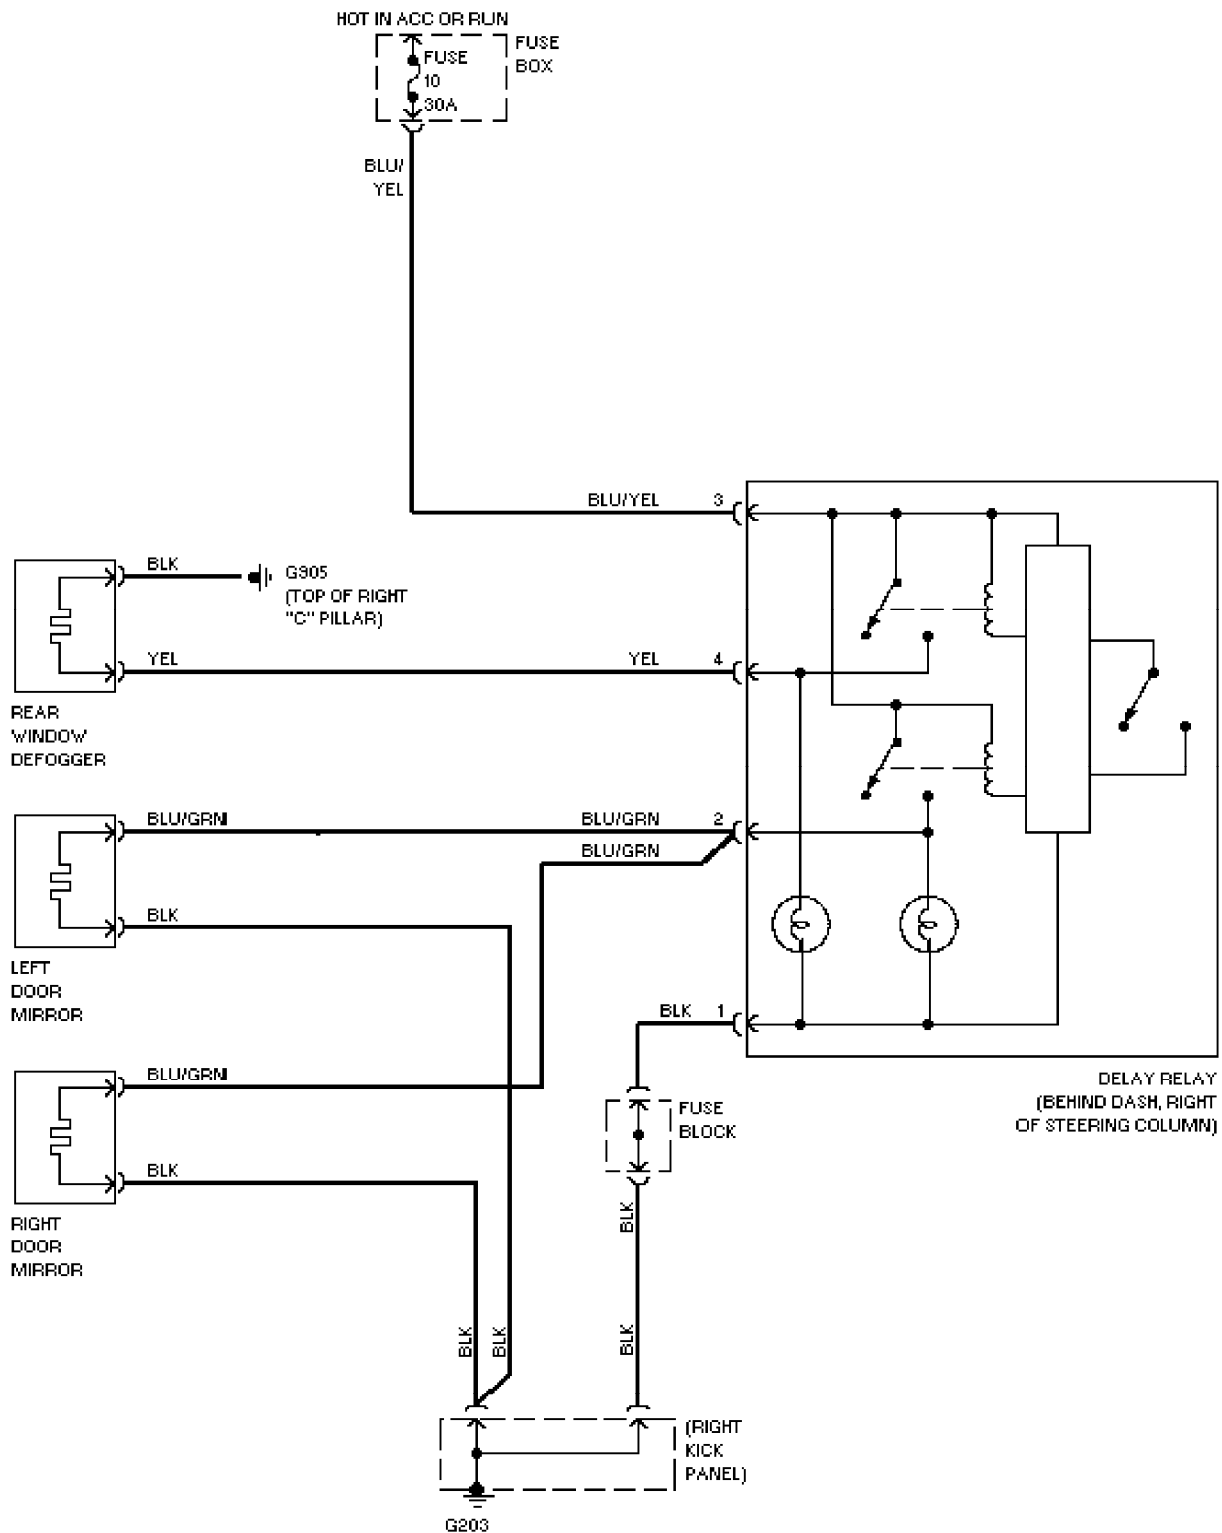 HOT IN ACC OR RUN
FUSE
BOX
FUSE
10
30A
BLU/
YEL
BLU/YEL 3
BLK
G305
(TOP OF RIGHT
"C" PILLAR)
YEL
YEL 4
REAR
WINDOW
DEFOGGER
BLU/GRN
BLU/GRN 2
BLU/GRN
BLK
LEFT
DOOR
MIRROR
BLK 1
BLU/GRN
DELAY RELAY
(BEHIND DASH, RIGHT
OF STEERING COLUMN)
FUSE
BLOCK
BLK
RIGHT
DOOR
MIRROR
BLK
BLK
BLK
BLK
(RIGHT
KICK
PANEL)
G203